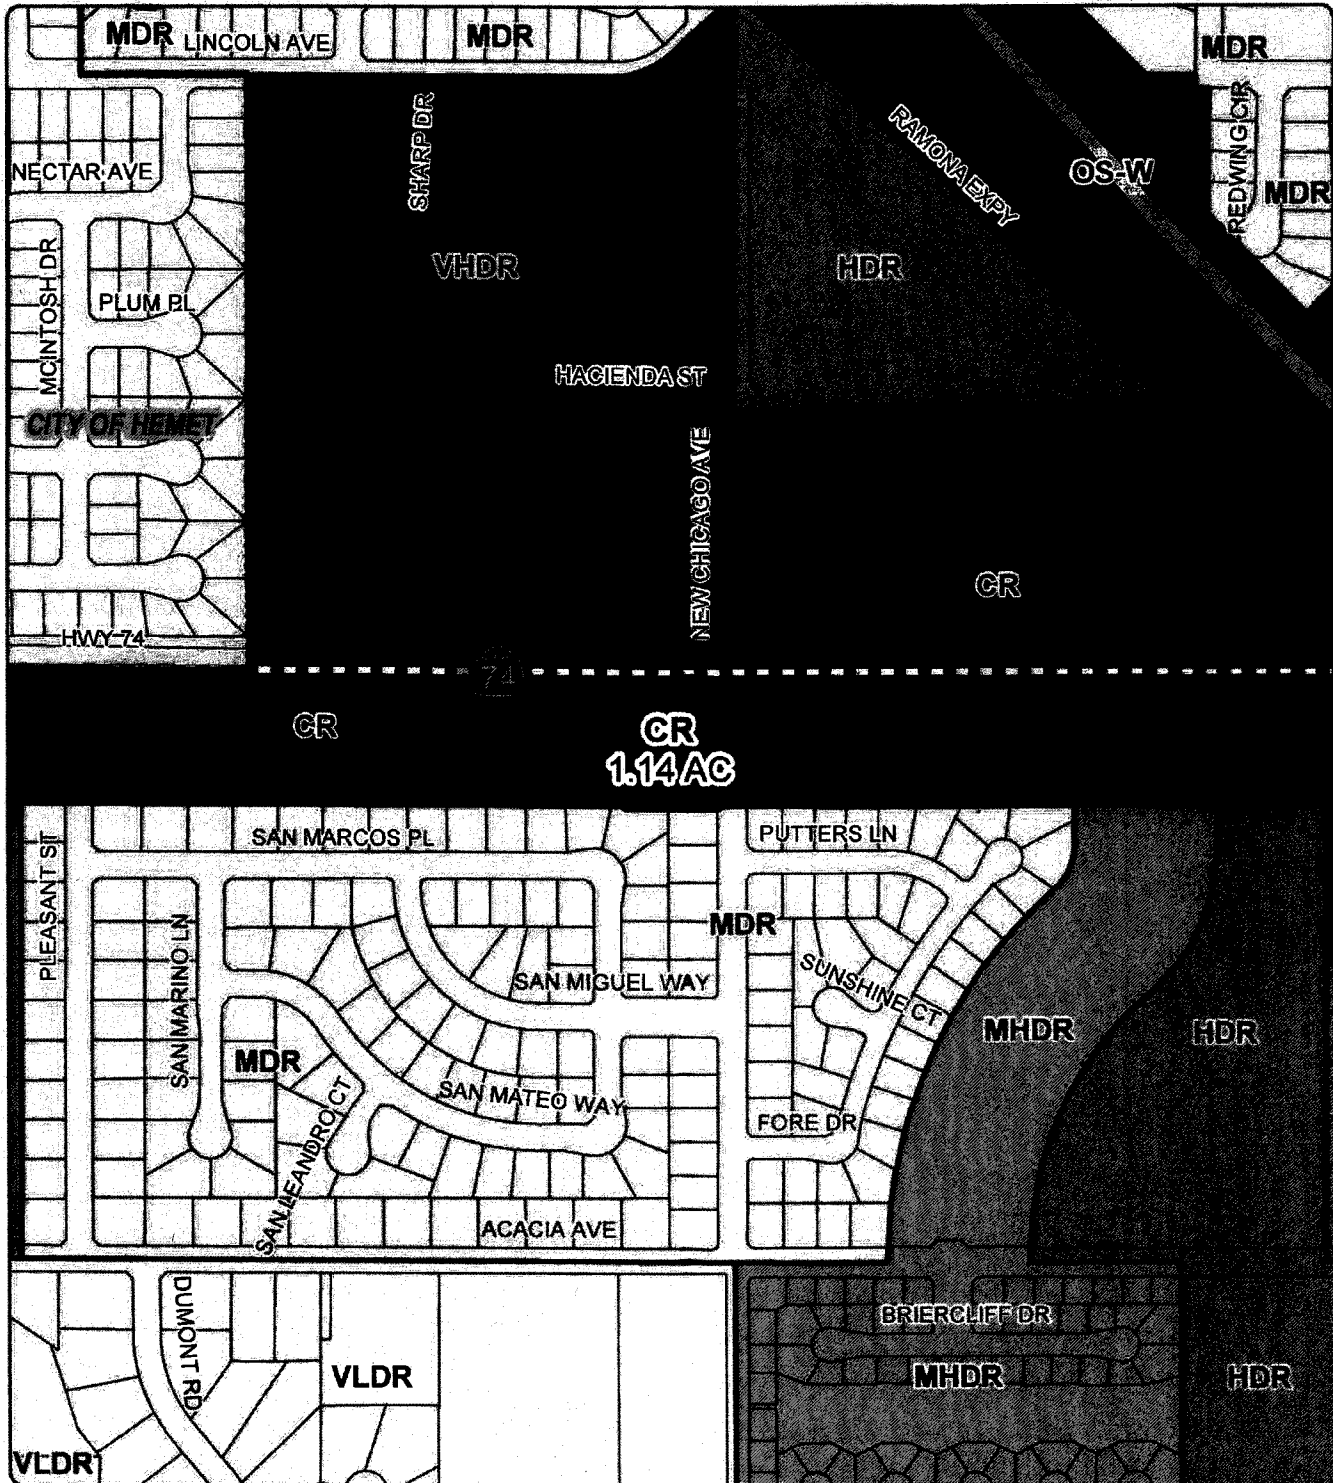 MDR
LINCOLN AVE
MDR
MDR
SHARP DR
RAMONA EXPY
REDWING CIR
NECTAR AVE
OS-W
MDR
MCINTOSH DR
VHDR
HDR
PLUM PL
HACIENDA ST
CITY OF HEMET
NEW CHICAGO AVE
CR
HWY 74
74
CR
CR
1.14 AC
SAN MARCOS PL
PUTTERS LN
PLEASANT ST
SAN MARINO LN
MDR
SAN MIGUEL WAY
SUNSHINE CT
MHDR
HDR
MDR
SAN MATEO WAY
SAN LEANDRO CT
FORE DR
ACACIA AVE
DUMONT RD
BRIERCLIFF DR
VLDR
MHDR
HDR
VLDR